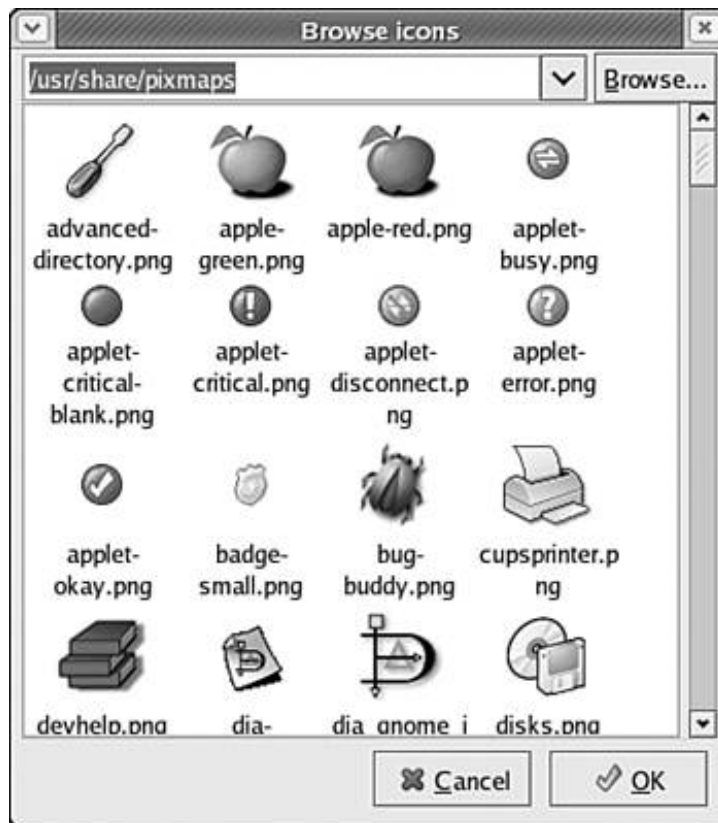 Browse icons
/usr/share/pixmaps
Browse...
advanced-
directory.png
apple-
green.png
apple-red.png
applet-
busy.png
applet-
critical-
blank.png
applet-
critical.png
applet-
disconnect.p
ng
applet-
error.png
applet-
okay.png
badge-
small.png
bug-
buddy.png
cupsprinter.p
ng
devhelp.png
dia-
dia_gnome_i
disks.png
Cancel
OK